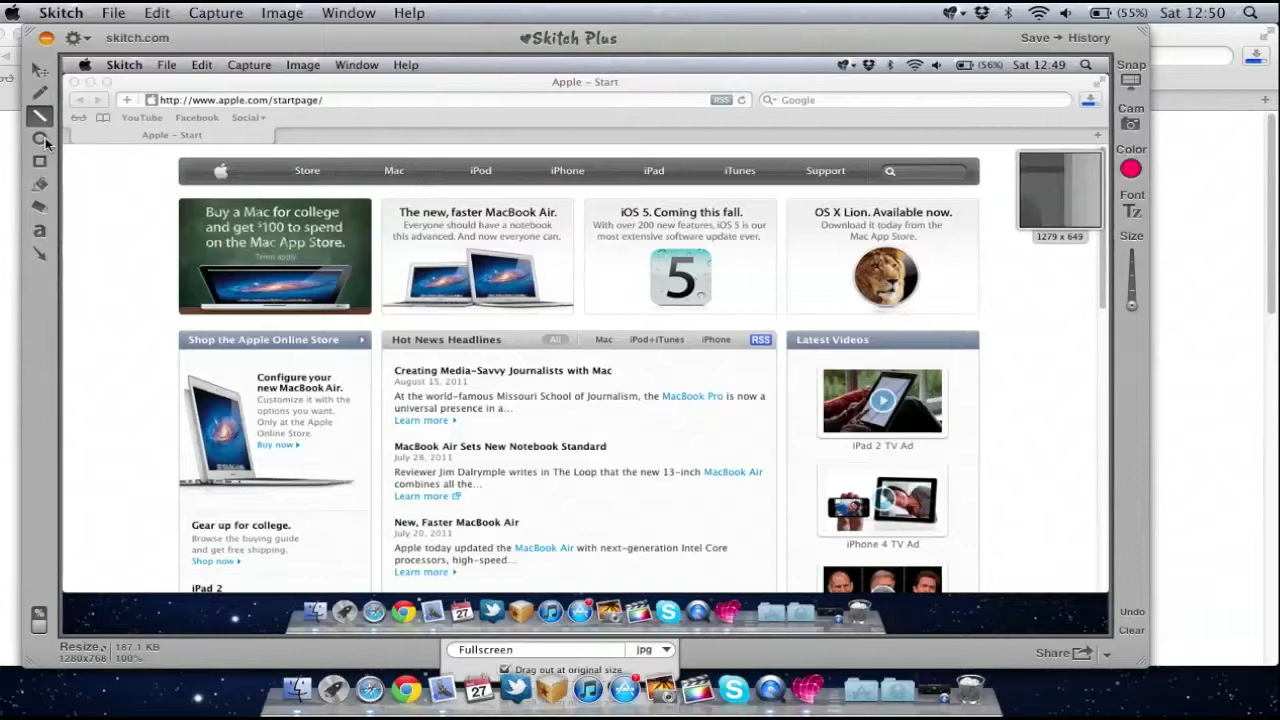 Skitch File Edit Capture Image Window Help (55%) Sat 12:50
skitch.com Skitch Plus Save → History
Skitch File Edit Capture Image Window Help (56%) Sat 12:49
Snap
Apple – Start
http://www.apple.com/startpage/ RSS Google
Cam
YouTube Facebook Social
Apple – Start
Color
Store Mac iPod iPhone iPad iTunes Support
Font
Tz
Size
1279 x 649
Buy a Mac for college
and get $100 to spend
on the Mac App Store.
Terms apply.
The new, faster MacBook Air.
Everyone should have a notebook
this advanced. And now everyone can.
iOS 5. Coming this fall.
With over 200 new features, iOS 5 is our
most extensive software update ever.
5
OS X Lion. Available now.
Download it today from the
Mac App Store.
Shop the Apple Online Store
Configure your
new MacBook Air.
Customize it with the
options you want.
Only at the Apple
Online Store.
Buy now
Gear up for college.
Browse the buying guide
and get free shipping.
Shop now
iPad 2
Hot News Headlines All Mac iPod+iTunes iPhone RSS
Creating Media-Savvy Journalists with Mac
August 15, 2011
At the world-famous Missouri School of Journalism, the MacBook Pro is now a
universal presence in a...
Learn more
MacBook Air Sets New Notebook Standard
July 28, 2011
Reviewer Jim Dalrymple writes in The Loop that the new 13-inch MacBook Air
combines all the...
Learn more
New, Faster MacBook Air
July 20, 2011
Apple today updated the MacBook Air with next-generation Intel Core
processors, high-speed...
Learn more
Latest Videos
iPad 2 TV Ad
iPhone 4 TV Ad
a
27
Undo
Clear
Resize 187.1 KB
1280x768 100%
Fullscreen jpg
Drag out at original size
Share
27